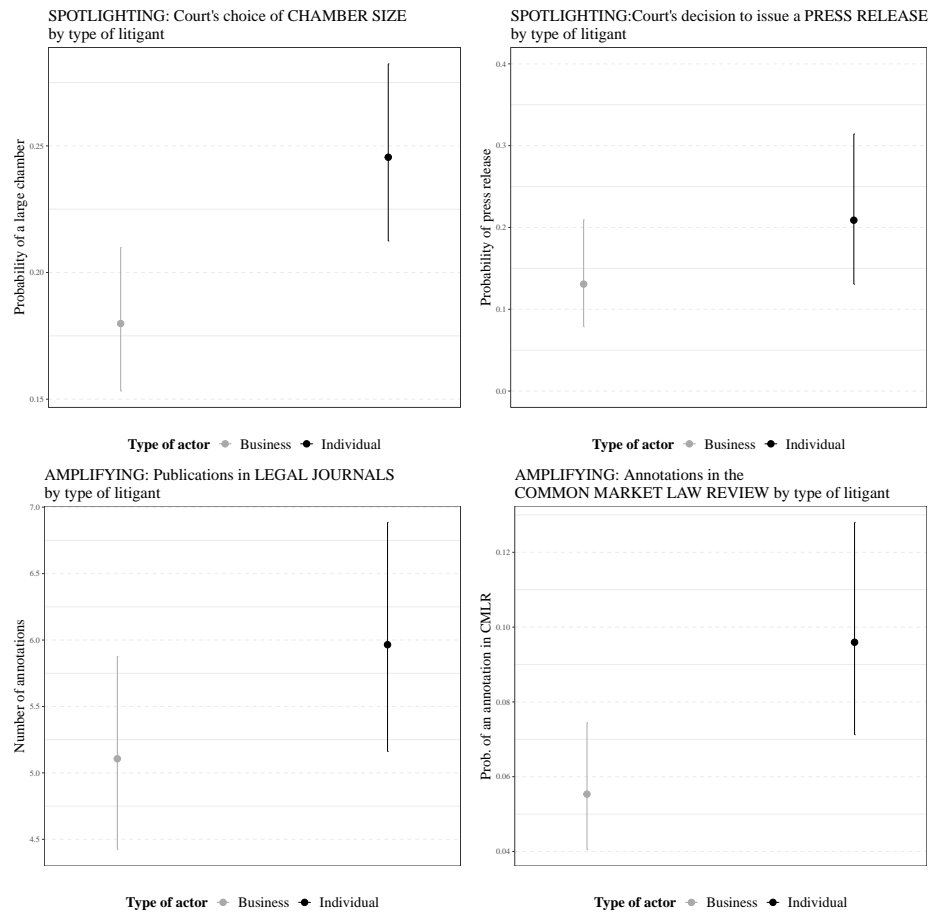 SPOTLIGHTING: Court's choice of CHAMBER SIZE
by type of litigant
Probability of a large chamber
0.25
0.20
0.15
Type of actor Business Individual
SPOTLIGHTING:Court's decision to issue a PRESS RELEASE
by type of litigant
Probability of press release
0.4
0.3
0.2
0.1
0.0
Type of actor Business Individual
AMPLIFYING: Publications in LEGAL JOURNALS
by type of litigant
Number of annotations
7.0
6.5
6.0
5.5
5.0
4.5
Type of actor Business Individual
AMPLIFYING: Annotations in the
COMMON MARKET LAW REVIEW by type of litigant
Prob. of an annotation in CMLR
0.12
0.10
0.08
0.06
0.04
Type of actor Business Individual